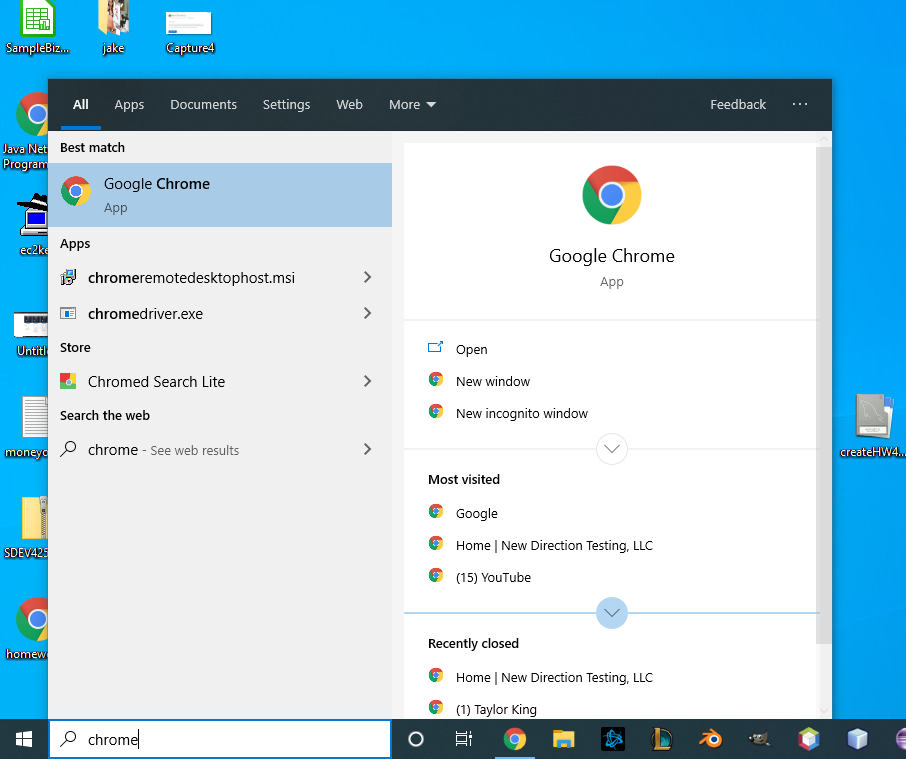 SampleBiz...
jake
Capture4
All
Apps
Documents
Settings
Web
More
Feedback
...
Java Net
Program
ec2ke
Untitl
moneyo
SDEV425
homew
createHW4...
Best match
Google Chrome
App
Apps
chromeremotedesktophost.msi
chromedriver.exe
Store
Chromed Search Lite
Search the web
chrome - See web results
Google Chrome
App
Open
New window
New incognito window
Most visited
Google
Home | New Direction Testing, LLC
(15) YouTube
Recently closed
Home | New Direction Testing, LLC
(1) Taylor King
chrome